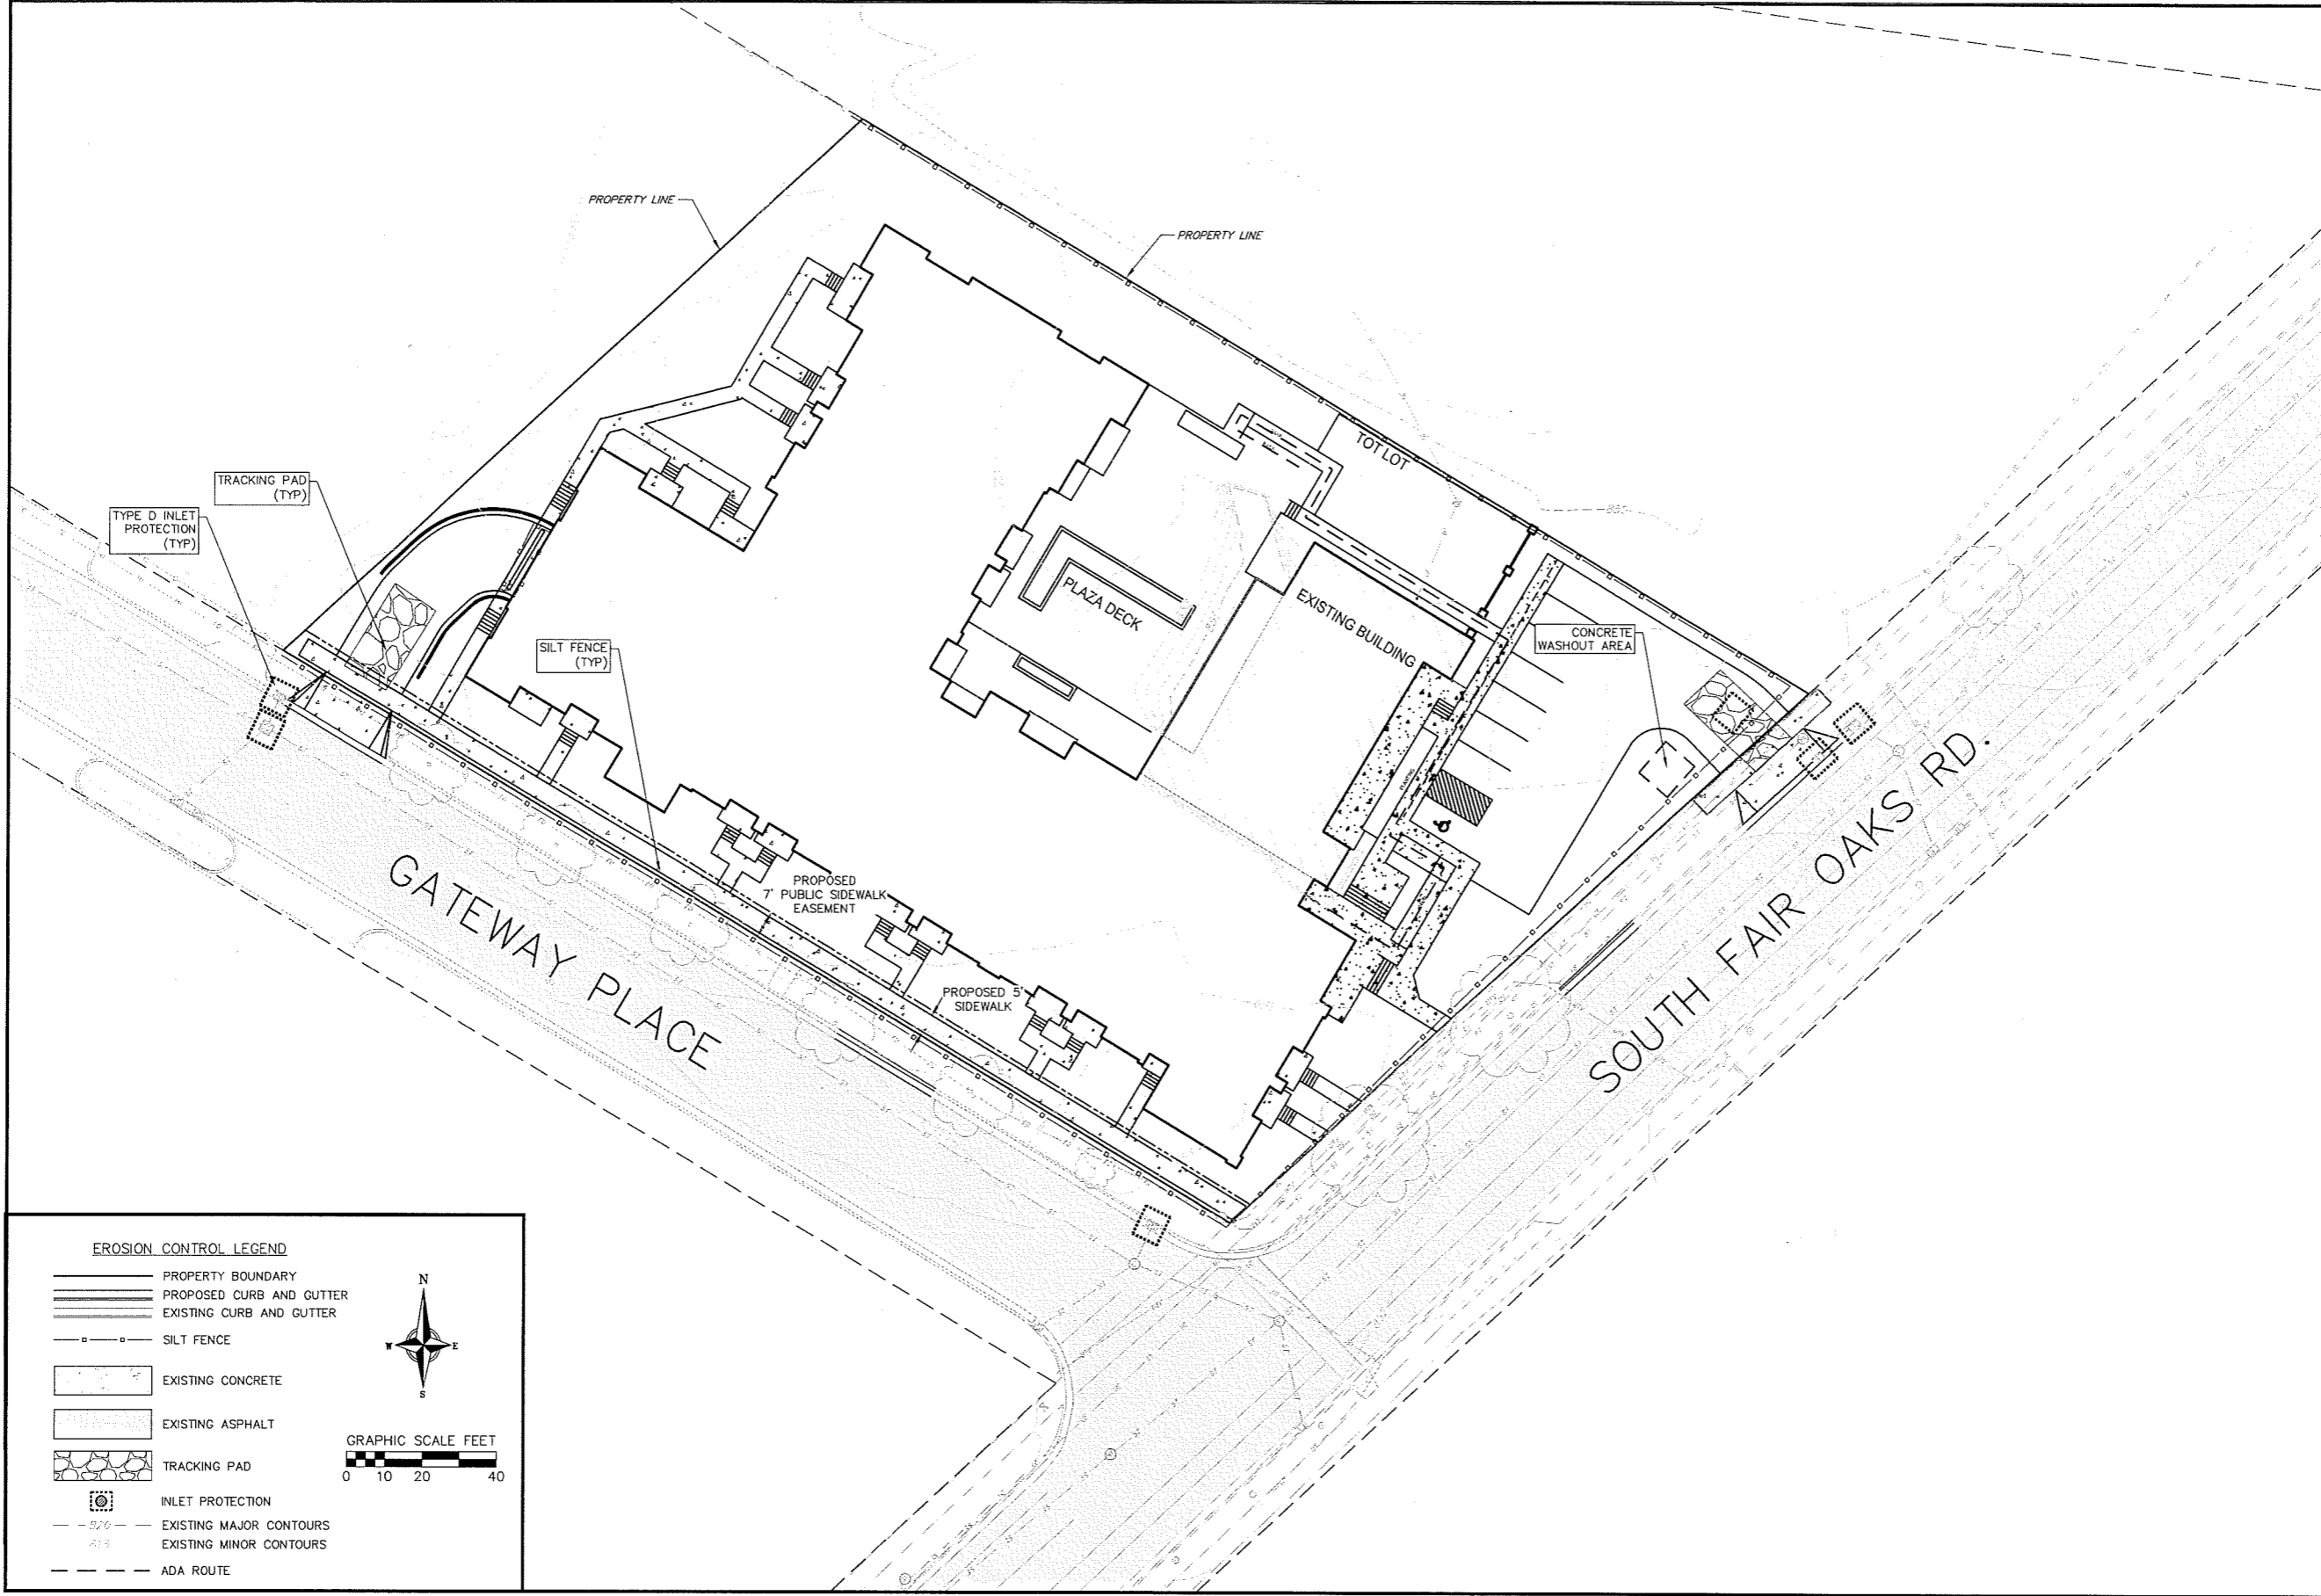 PROPERTY LINE
PROPERTY LINE
TOT LOT
TRACKING PAD
(TYP)
TYPE D INLET
PROTECTION
(TYP)
PLAZA DECK
EXISTING BUILDING
SILT FENCE
(TYP)
CONCRETE
WASHOUT AREA
PLANTING
PROPOSED
7' PUBLIC SIDEWALK
EASEMENT
PROPOSED 5'
SIDEWALK
GATEWAY PLACE
SOUTH FAIR OAKS RD.
EROSION CONTROL LEGEND
PROPERTY BOUNDARY
PROPOSED CURB AND GUTTER
EXISTING CURB AND GUTTER
SILT FENCE
EXISTING CONCRETE
EXISTING ASPHALT
TRACKING PAD
INLET PROTECTION
EXISTING MAJOR CONTOURS
EXISTING MINOR CONTOURS
ADA ROUTE
N
W E
S
GRAPHIC SCALE FEET
0 10 20 40